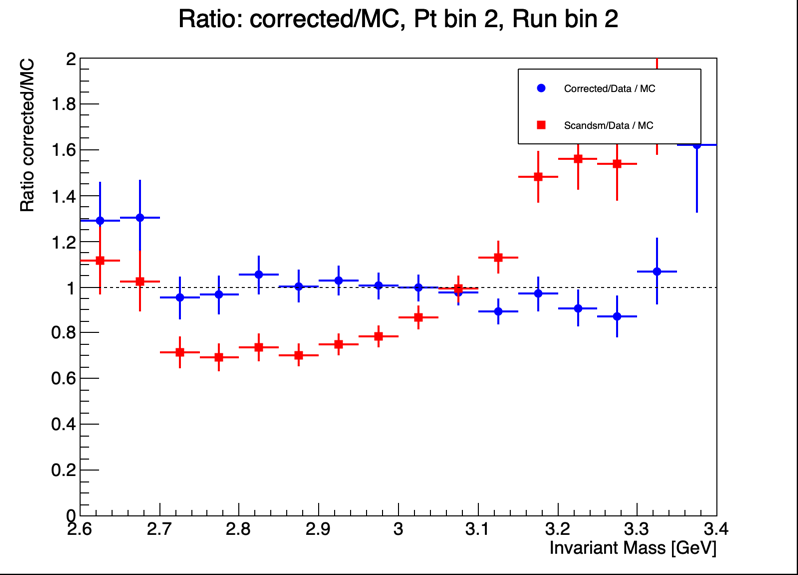 Ratio: corrected/MC, Pt bin 2, Run bin 2
Ratio corrected/MC
2
1.8
1.6
1.4
1.2
1
0.8
0.6
0.4
0.2
0
Corrected/Data / MC
Scandsm/Data / MC
2.6 2.7 2.8 2.9 3 3.1 3.2 3.3 3.4
Invariant Mass [GeV]